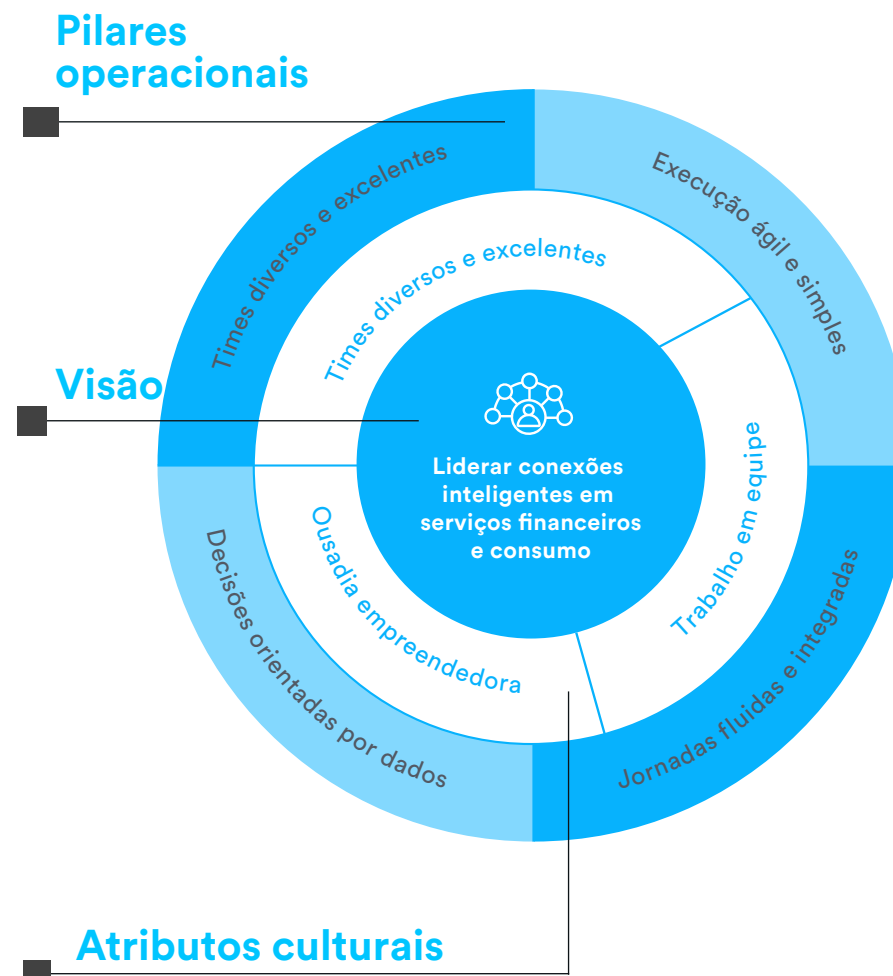 Pilares
operacionais
Times diversos e excelentes
Execução ágil e simples
Times diversos e excelentes
Visão
Liderar conexões
inteligentes em
serviços financeiros
e consumo
Trabalho em equipe
Ousadia empreendedora
Decisões orientadas por dados
Jornadas fluidas e integradas
Atributos culturais